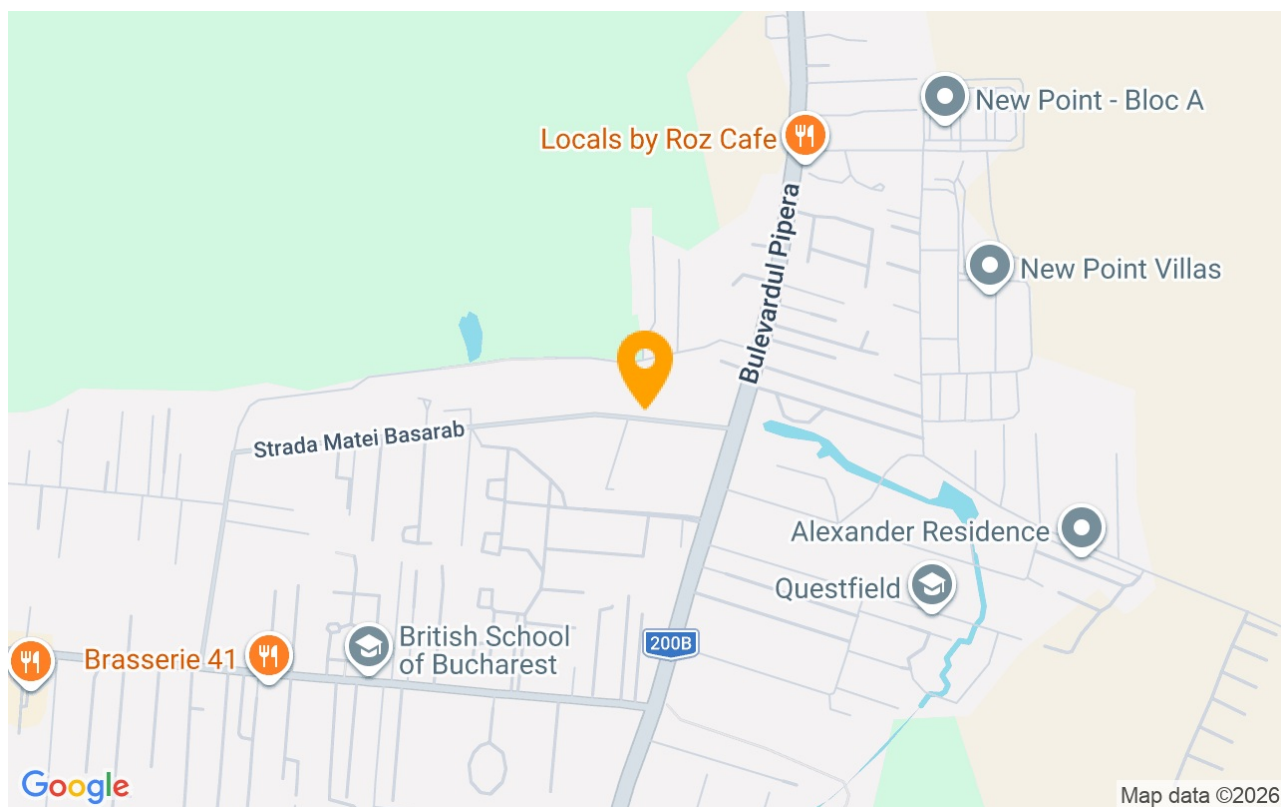 New Point - Bloc A
Locals by Roz Cafe
Bulevardul Pipera
New Point Villas
Strada Matei Basarab
Alexander Residence
Questfield
British School
of Bucharest
200B
Brasserie 41
Google
Map data ©2026